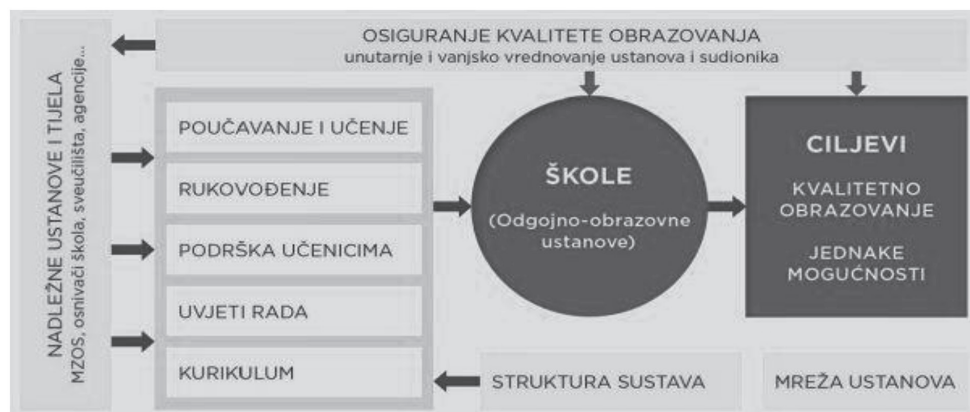 NADLEŽNE USTANOVE I TIJELA
MZOS, osnivači škola, sveučilišta, agencije...
OSIGURANJE KVALITETE OBRAZOVANJA
unutarnje i vanjsko vrednovanje ustanova i sudionika
POUČAVANJE I UČENJE
RUKOVOĐENJE
PODRŠKA UČENICIMA
UVJETI RADA
KURIKULUM
ŠKOLE
(Odgojno-obrazovne
ustanove)
CILJEVI
KVALITETNO
OBRAZOVANJE
JEDNAKE
MOGUĆNOSTI
STRUKTURA SUSTAVA
MREŽA USTANOVA